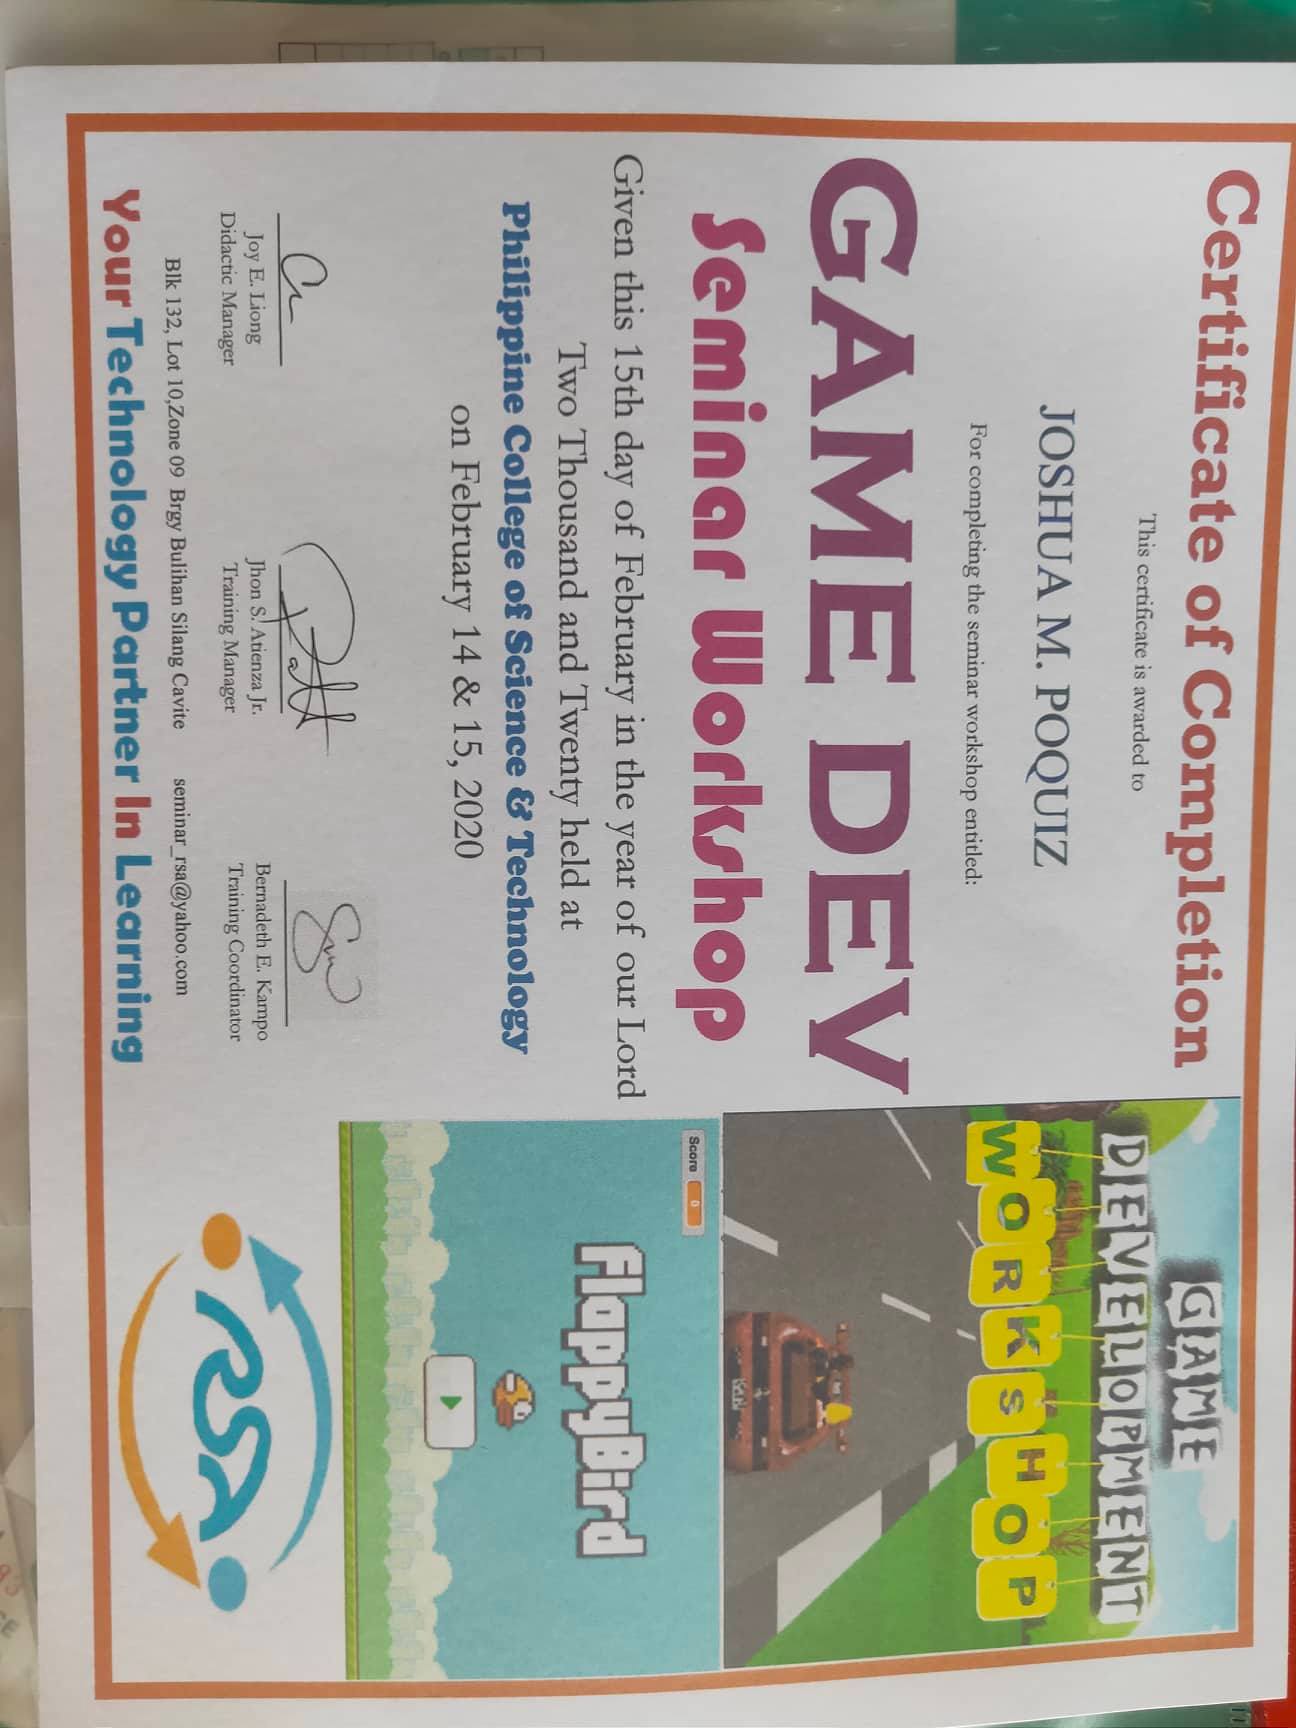 Certificate of Completion
This certificate is awarded to
JOSHUA M. POQUIZ
For completing the seminar workshop entitled:
GAME DEV
Seminar Workshop
Given this 15th day of February in the year of our Lord
Two Thousand and Twenty held at
Philippine College of Science & Technology
on February 14 & 15, 2020
Joy E. Liong
Didactic Manager
Jhon S. Atienza Jr.
Training Manager
Bernadeth E. Kampo
Training Coordinator
Blk 132, Lot 10,Zone 09 Brgy Bulihan Silang Cavite seminar_rsa@yahoo.com
Your Technology Partner In Learning
GAME
DEVELOPMENT
WORKSHOP
Score 0
FlappyBird
RSA